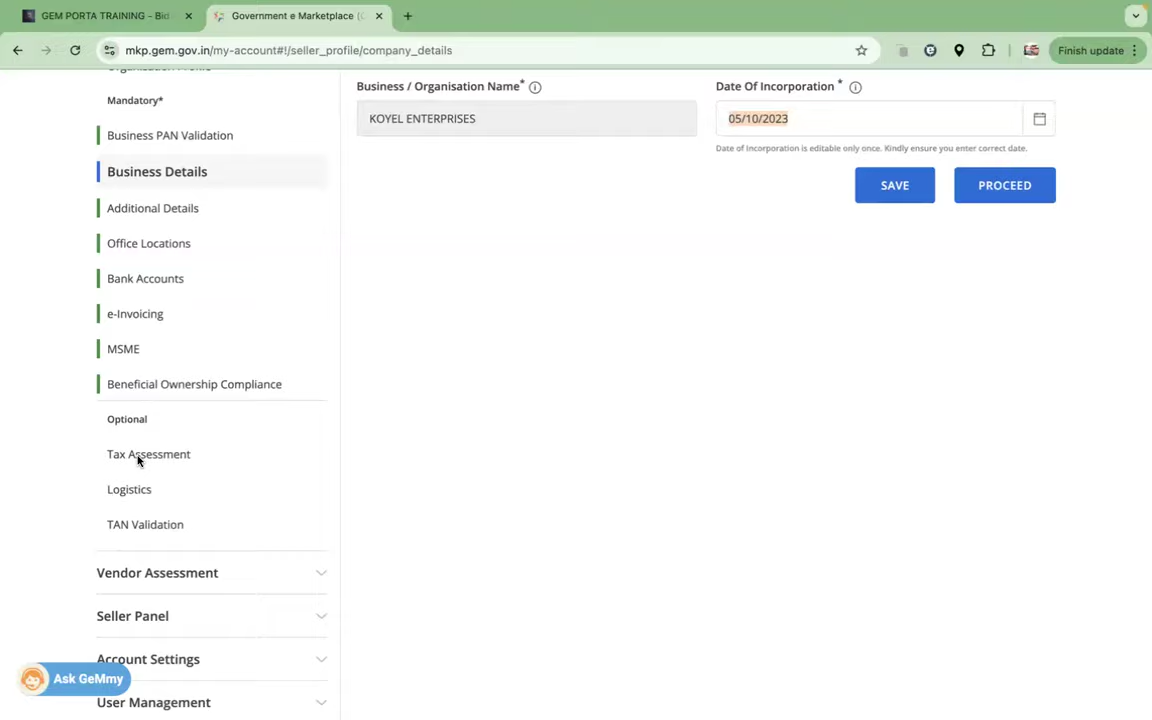 GEM PORTA TRAINING - Bid
Government e Marketplace (
mkp.gem.gov.in/my-account#!/seller_profile/company_details
Finish update
Organisation Profile
Mandatory*
Business PAN Validation
Business Details
Additional Details
Office Locations
Bank Accounts
e-Invoicing
MSME
Beneficial Ownership Compliance
Optional
Tax Assessment
Logistics
TAN Validation
Vendor Assessment
Seller Panel
Account Settings
User Management
Ask GeMmy
Business / Organisation Name*
KOYEL ENTERPRISES
Date Of Incorporation *
05/10/2023
Date of Incorporation is editable only once. Kindly ensure you enter correct date.
SAVE
PROCEED